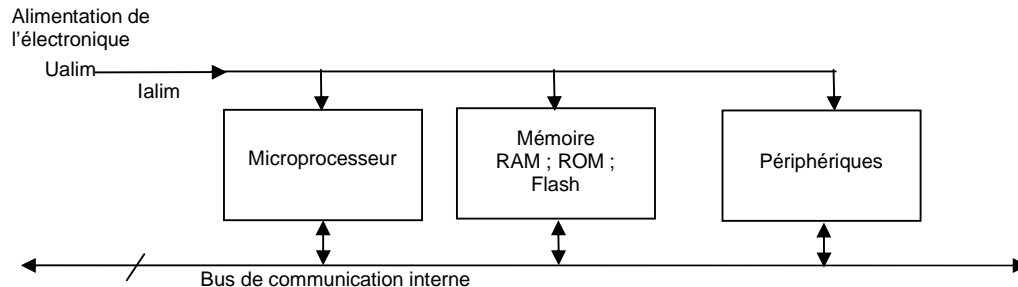 Alimentation de
l'électronique
Ualim
Ialim
Microprocesseur
Mémoire
RAM ; ROM ;
Flash
Périphériques
Bus de communication interne